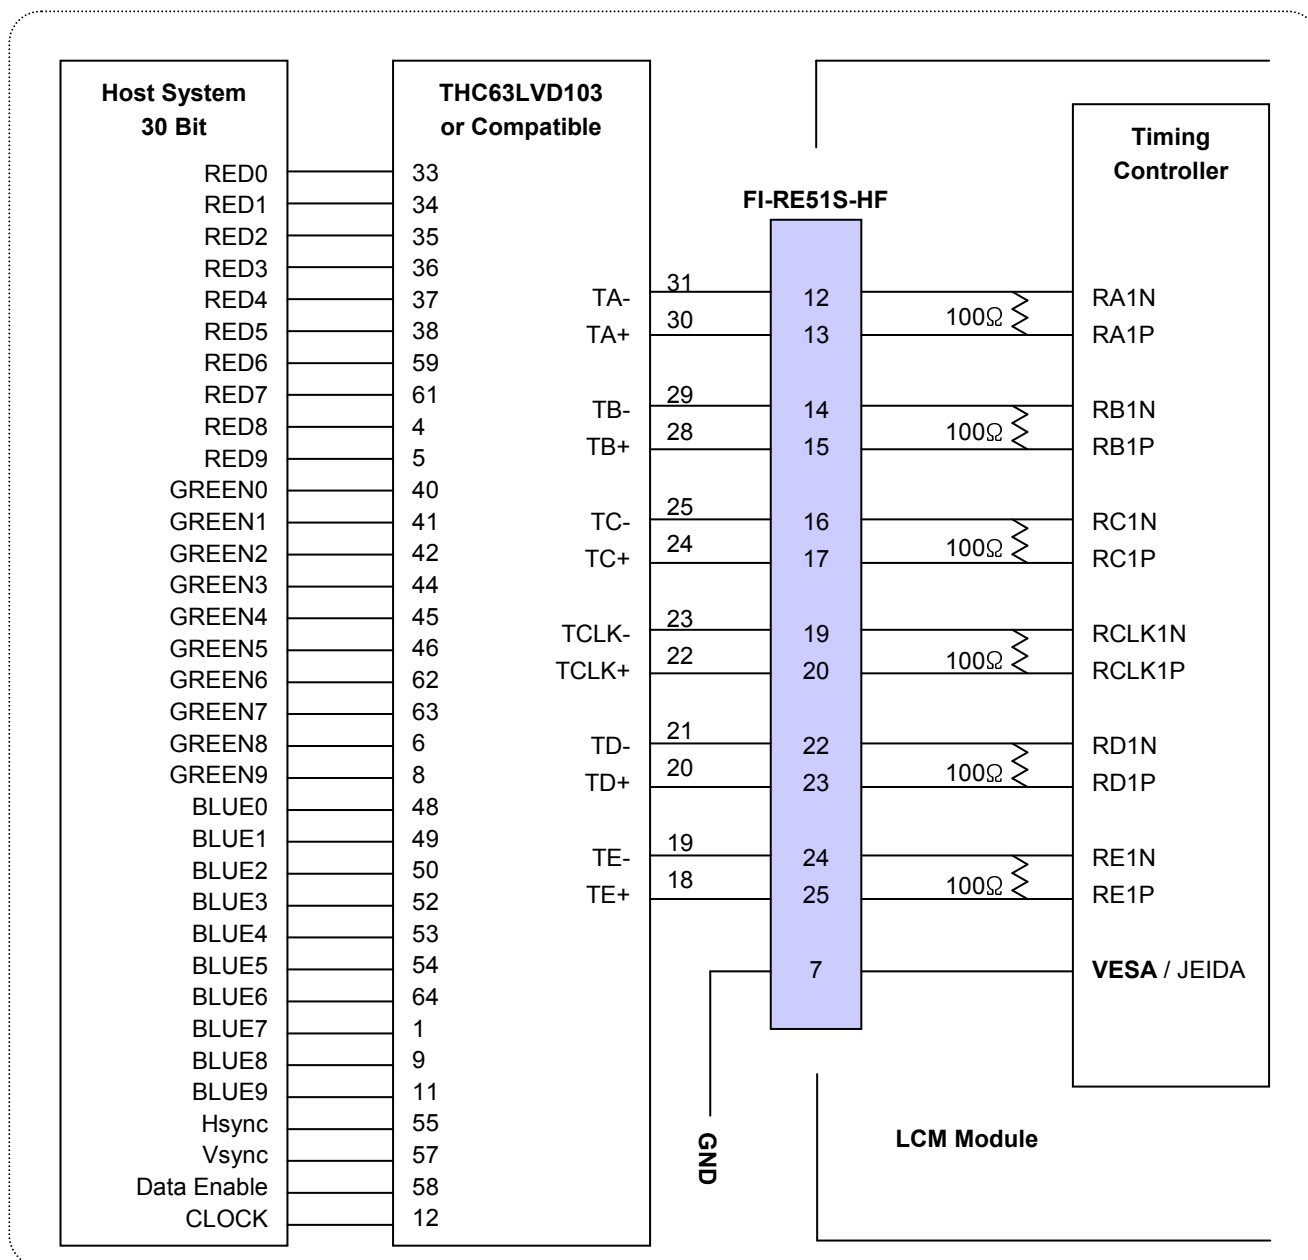 Host System
30 Bit
RED0
RED1
RED2
RED3
RED4
RED5
RED6
RED7
RED8
RED9
GREEN0
GREEN1
GREEN2
GREEN3
GREEN4
GREEN5
GREEN6
GREEN7
GREEN8
GREEN9
BLUE0
BLUE1
BLUE2
BLUE3
BLUE4
BLUE5
BLUE6
BLUE7
BLUE8
BLUE9
Hsync
Vsync
Data Enable
CLOCK
THC63LVD103
or Compatible
33
34
35
36
37
38
59
61
4
5
40
41
42
44
45
46
62
63
6
8
48
49
50
52
53
54
64
1
9
11
55
57
58
12
TA-
TA+
TB-
TB+
TC-
TC+
TCLK-
TCLK+
TD-
TD+
TE-
TE+
31
30
29
28
25
24
23
22
21
20
19
18
GND
FI-RE51S-HF
12
13
14
15
16
17
19
20
22
23
24
25
7
100Ω
100Ω
100Ω
100Ω
100Ω
100Ω
Timing
Controller
RA1N
RA1P
RB1N
RB1P
RC1N
RC1P
RCLK1N
RCLK1P
RD1N
RD1P
RE1N
RE1P
VESA / JEIDA
LCM Module